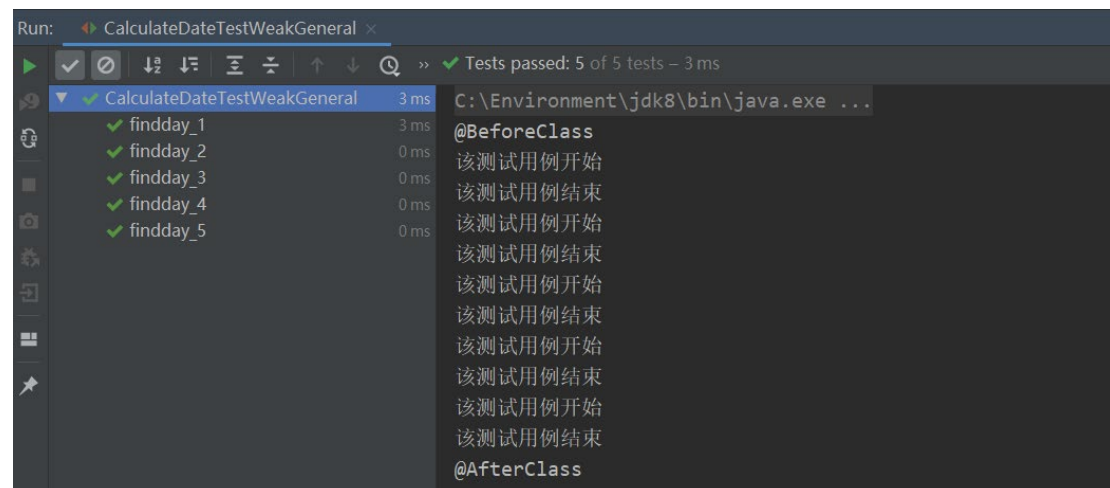 Run: CalculateDateTestWeakGeneral ×
» Tests passed: 5 of 5 tests – 3 ms
CalculateDateTestWeakGeneral 3 ms
findday_1 3 ms
findday_2 0 ms
findday_3 0 ms
findday_4 0 ms
findday_5 0 ms
C:\Environment\jdk8\bin\java.exe ...
@BeforeClass
该测试用例开始
该测试用例结束
该测试用例开始
该测试用例结束
该测试用例开始
该测试用例结束
该测试用例开始
该测试用例结束
该测试用例开始
该测试用例结束
@AfterClass